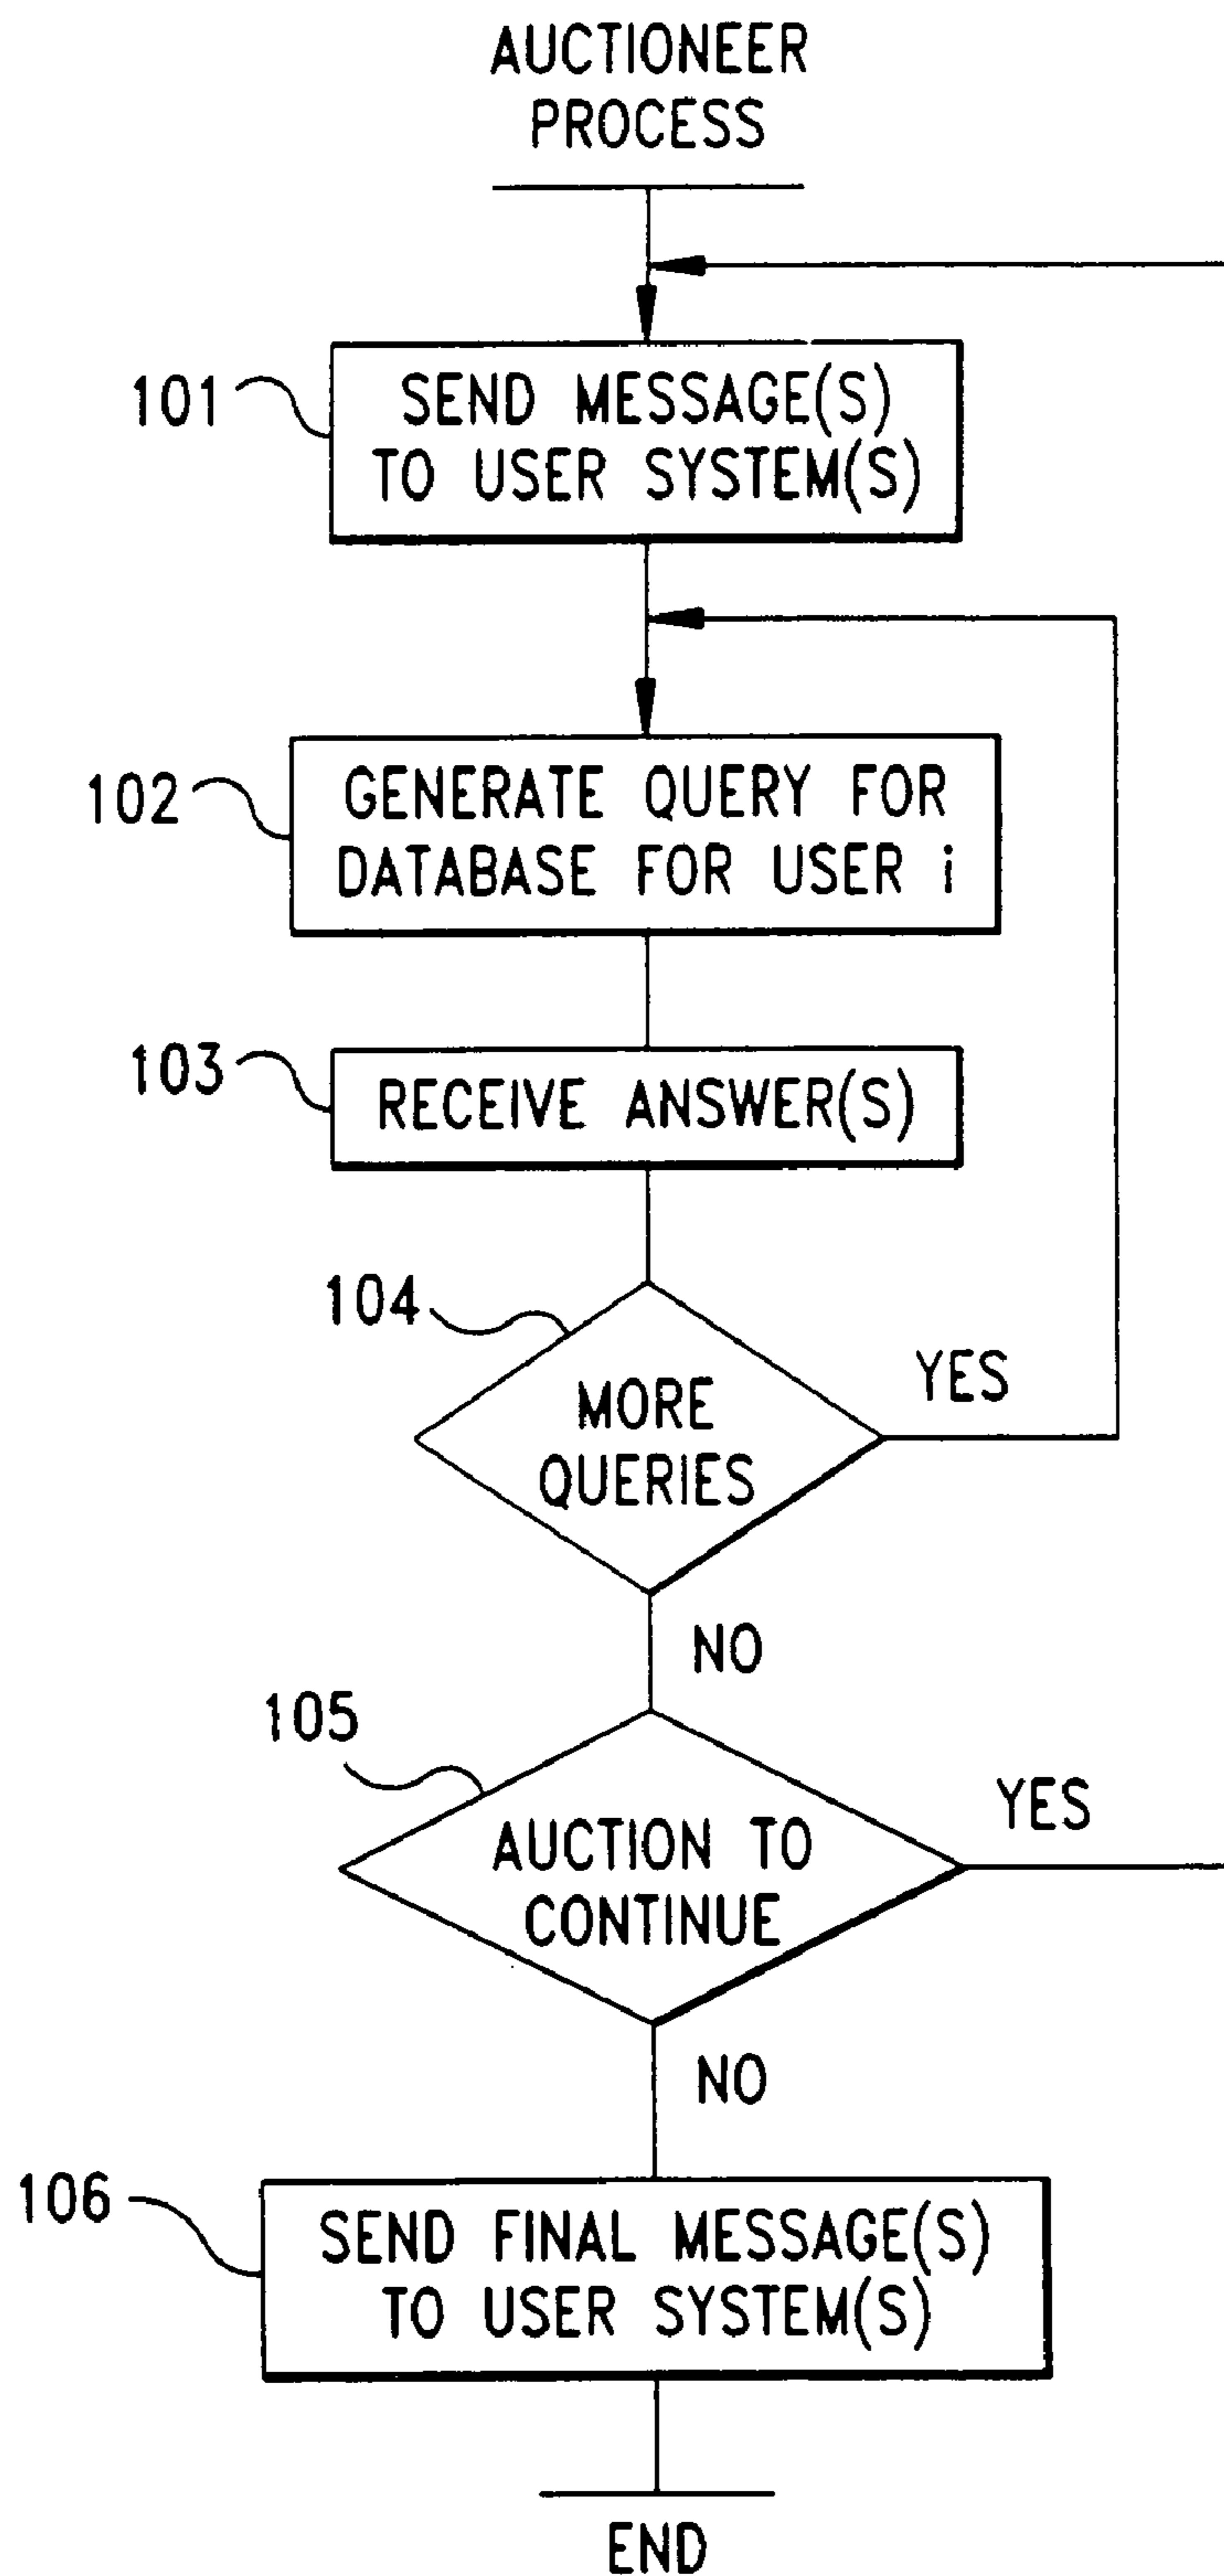 AUCTIONEER
PROCESS
101
SEND MESSAGE(S)
TO USER SYSTEM(S)
102
GENERATE QUERY FOR
DATABASE FOR USER i
103
RECEIVE ANSWER(S)
104
MORE
QUERIES
YES
NO
105
AUCTION TO
CONTINUE
YES
NO
106
SEND FINAL MESSAGE(S)
TO USER SYSTEM(S)
END